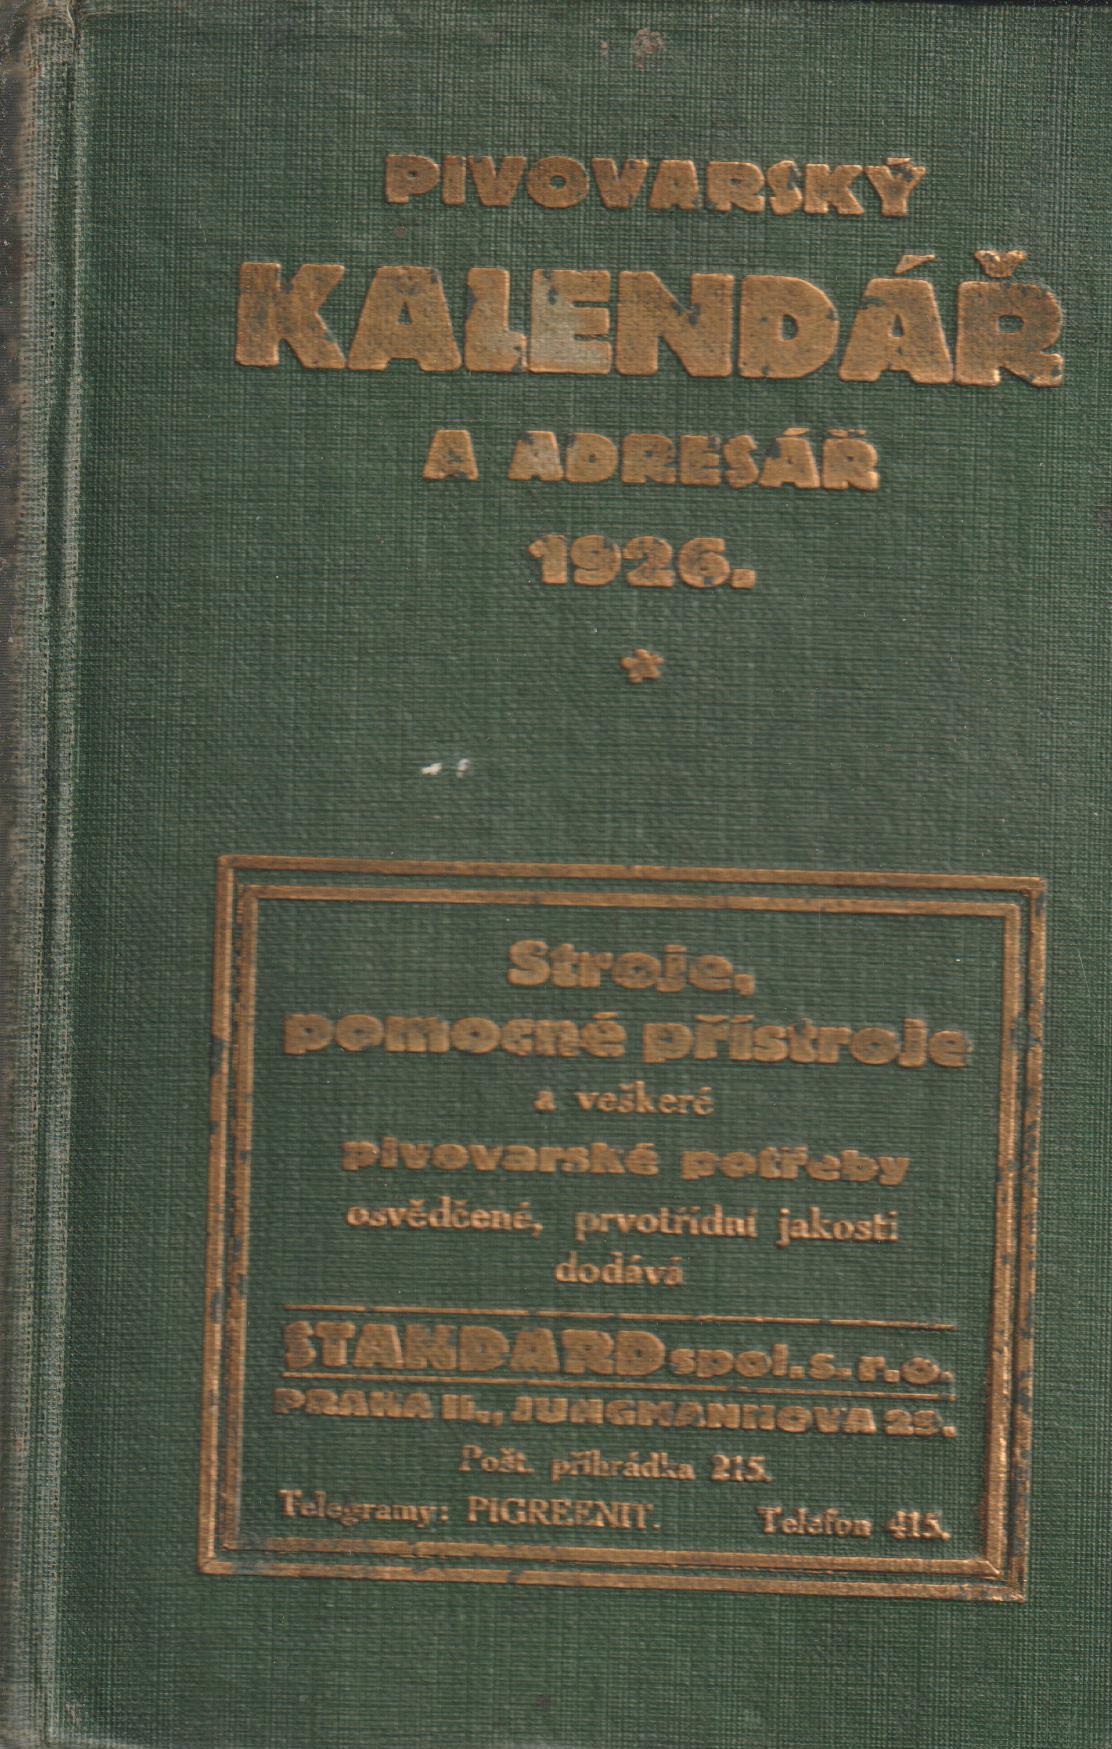 PIVOVARSKÝ
KALENDÁŘ
A ADRESÁŘ
1926.
Stroje,
pomocné přístroje
a veškeré
pivovarské potřeby
osvědčené, prvotřídní jakosti
dodává
STANDARD spol. s. r. o.
PRAHA II., JUNGMANNOVA 25.
Pošt. přihrádka 215.
Telegramy: PIGREENIT. Telefon 415.